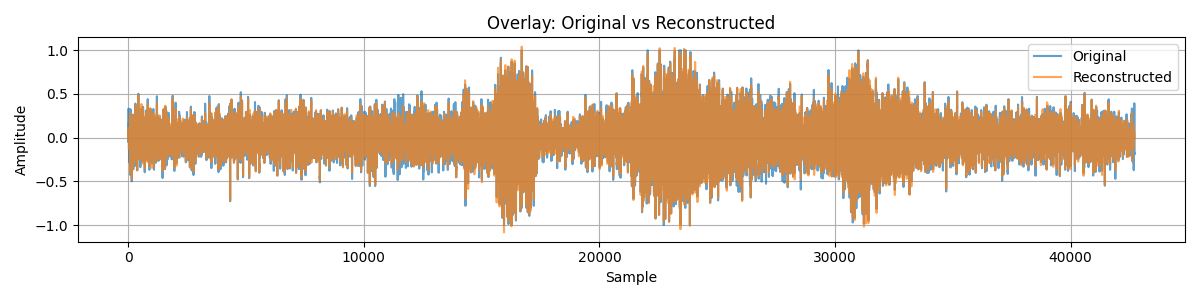 Overlay: Original vs Reconstructed
1.0
0.5
0.0
−0.5
−1.0
Amplitude
Original
Reconstructed
0
10000
20000
30000
40000
Sample